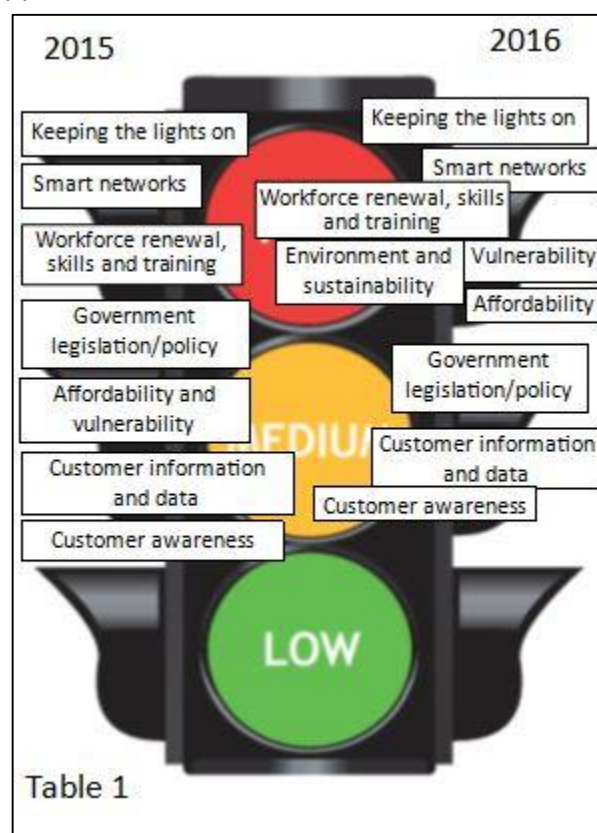 2015
2016
Keeping the lights on
Smart networks
Workforce renewal,
skills and training
Government
legislation/policy
Affordability and
vulnerability
Customer information
and data
Customer awareness
Keeping the lights on
Smart networks
Workforce renewal, skills
and training
Environment and
sustainability
Vulnerability
Affordability
Government
legislation/policy
Customer information
and data
Customer awareness
LOW
Table 1